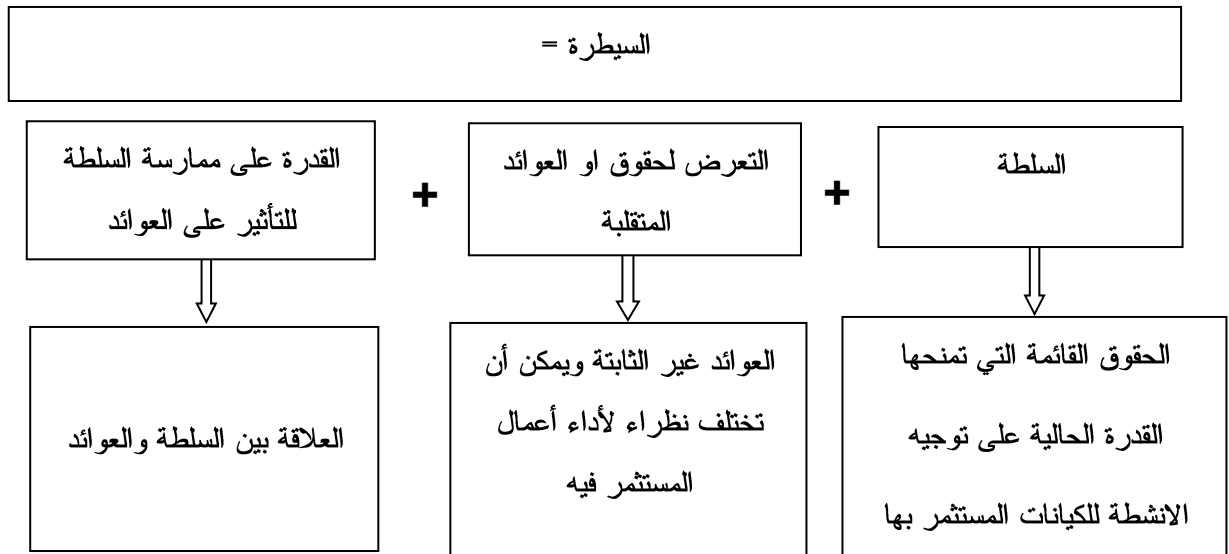 السيطرة =
السلطة
+
التعرض لحقوق او العوائد
المتقلبة
+
القدرة على ممارسة السلطة
للتأثير على العوائد
الحقوق القائمة التي تمنحها
القدرة الحالية على توجيه
الانشطة للكيانات المستثمر بها
العوائد غير الثابتة ويمكن أن
تختلف نظراء لأداء أعمال
المستثمر فيه
العلاقة بين السلطة والعوائد